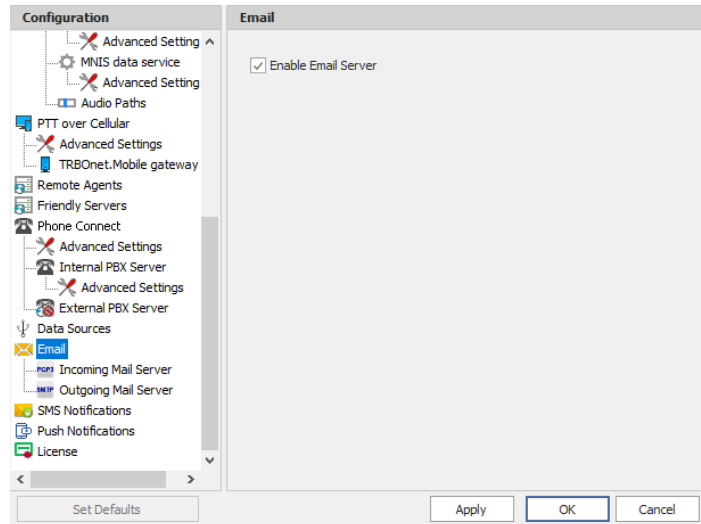 Configuration
Email
Advanced Setting
MNIS data service
Advanced Setting
Audio Paths
PTT over Cellular
Advanced Settings
TRBOnet.Mobile gateway
Remote Agents
Friendly Servers
Phone Connect
Advanced Settings
Internal PBX Server
Advanced Settings
External PBX Server
Data Sources
Email
POP3 Incoming Mail Server
SMTP Outgoing Mail Server
SMS Notifications
Push Notifications
License
Enable Email Server
Set Defaults
Apply
OK
Cancel